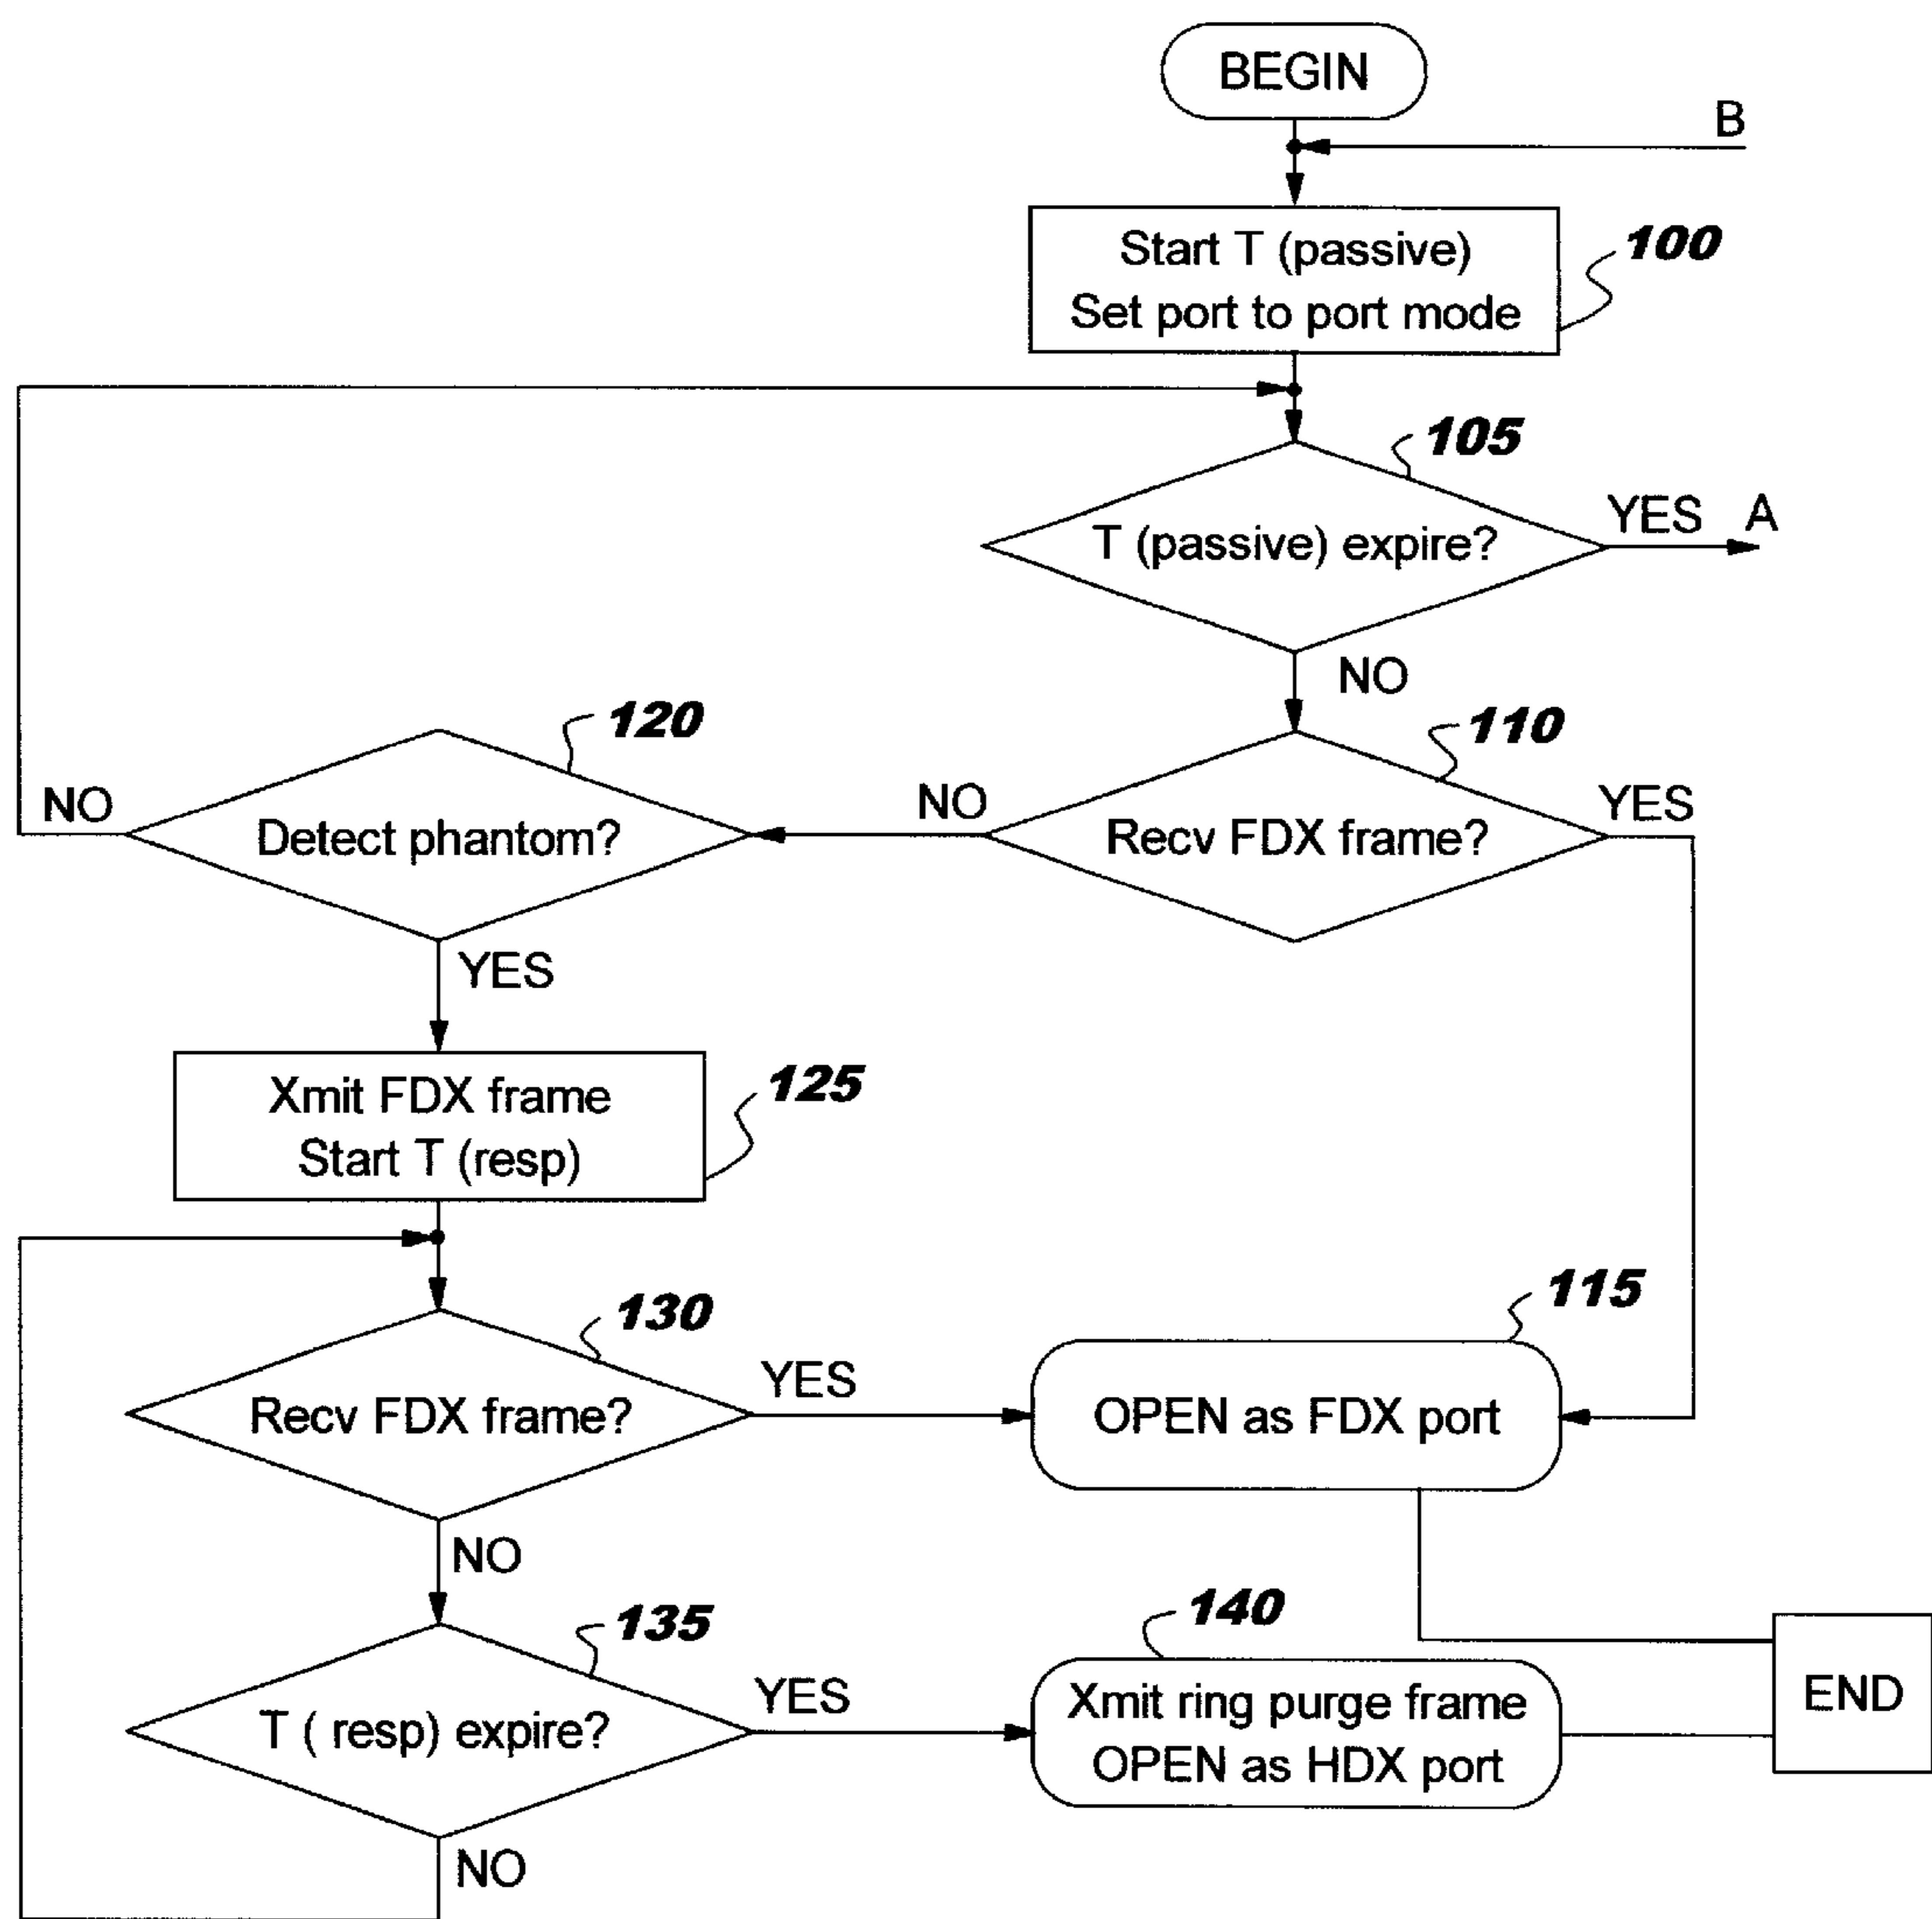 BEGIN
B
Start T (passive)
Set port to port mode
100
105
T (passive) expire?
YES A
NO
120
110
NO
Detect phantom?
NO
Recv FDX frame?
YES
YES
Xmit FDX frame
Start T (resp)
125
130
Recv FDX frame?
YES
115
OPEN as FDX port
NO
135
T ( resp) expire?
YES
140
Xmit ring purge frame
OPEN as HDX port
END
NO